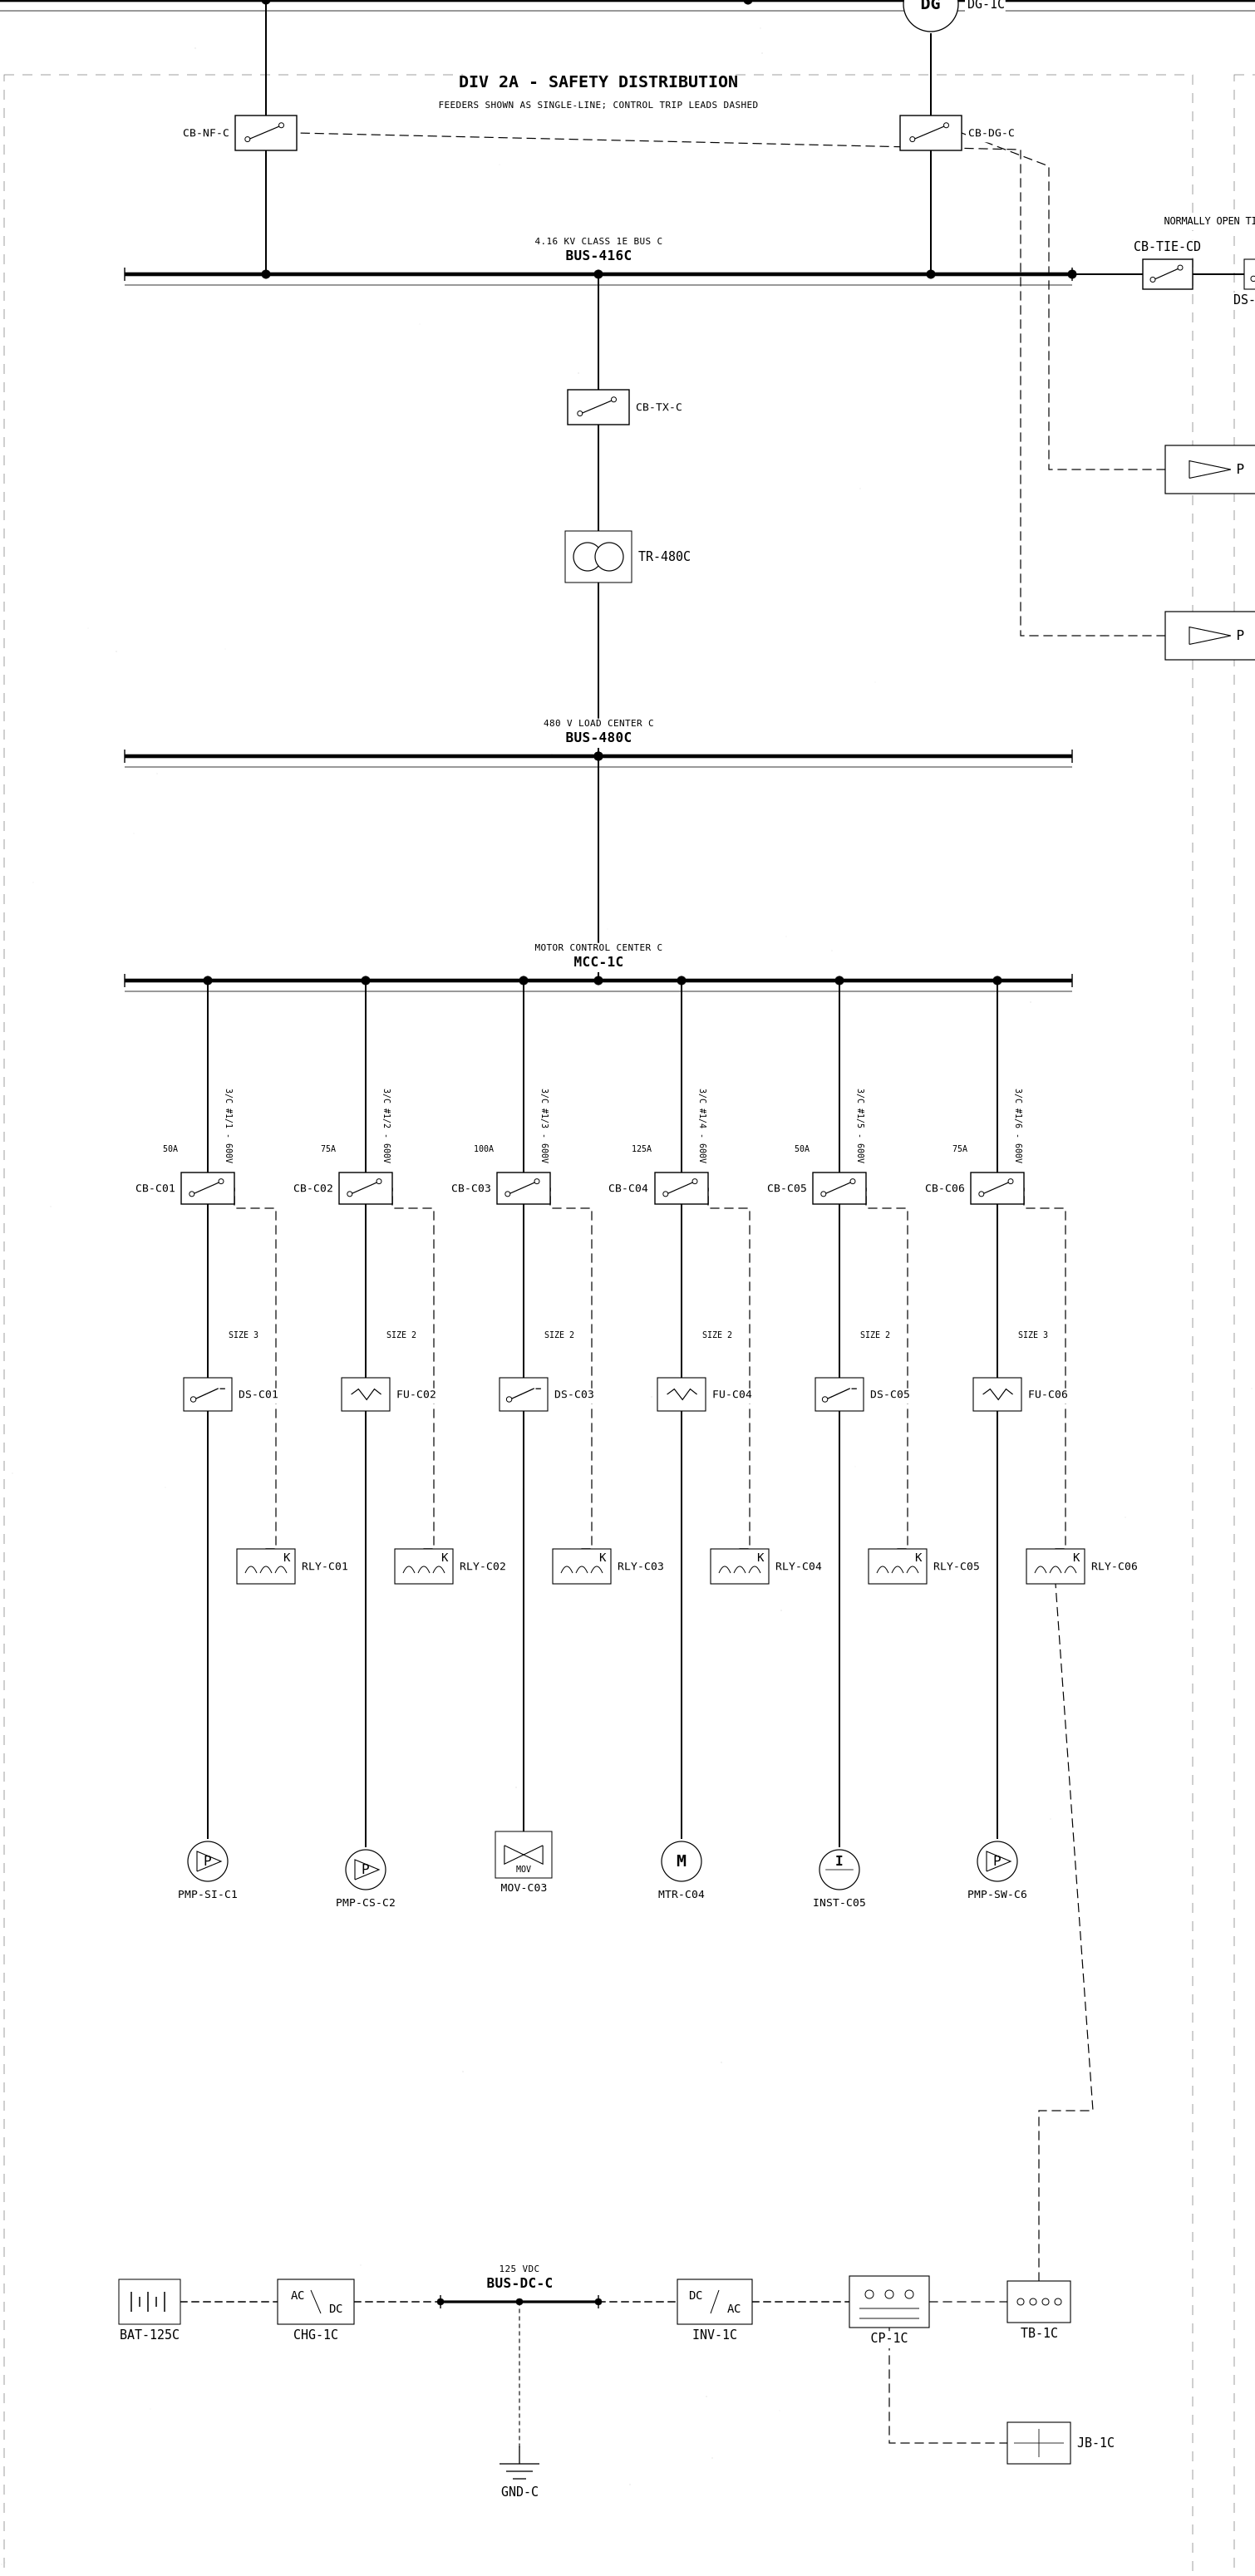 DG
DG-1C
DIV 2A - SAFETY DISTRIBUTION
FEEDERS SHOWN AS SINGLE-LINE; CONTROL TRIP LEADS DASHED
CB-NF-C
CB-DG-C
NORMALLY OPEN
CB-TIE-CD
4.16 KV CLASS 1E BUS C
BUS-416C
DS-
CB-TX-C
P
TR-480C
P
480 V LOAD CENTER C
BUS-480C
MOTOR CONTROL CENTER C
MCC-1C
3/C #1/1 - 600V
3/C #1/2 - 600V
3/C #1/3 - 600V
3/C #1/4 - 600V
3/C #1/5 - 600V
3/C #1/6 - 600V
50A
75A
100A
125A
50A
75A
CB-C01
CB-C02
CB-C03
CB-C04
CB-C05
CB-C06
SIZE 3
SIZE 2
SIZE 2
SIZE 2
SIZE 2
SIZE 3
DS-C01
FU-C02
DS-C03
FU-C04
DS-C05
FU-C06
K
K
K
K
K
K
RLY-C01
RLY-C02
RLY-C03
RLY-C04
RLY-C05
RLY-C06
P
P
MOV
M
I
P
PMP-SI-C1
PMP-CS-C2
MOV-C03
MTR-C04
INST-C05
PMP-SW-C6
125 VDC
BUS-DC-C
AC
DC
DC
AC
BAT-125C
CHG-1C
INV-1C
CP-1C
TB-1C
JB-1C
GND-C